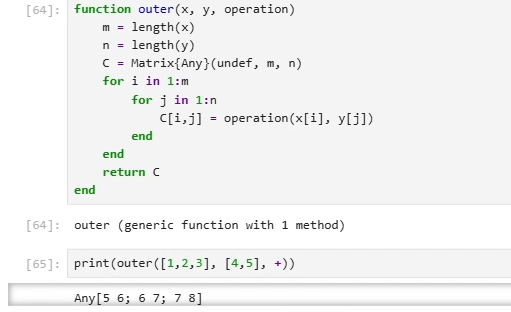 [64]: function outer(x, y, operation)
m = length(x)
n = length(y)
C = Matrix{Any}(undef, m, n)
for i in 1:m
for j in 1:n
C[i,j] = operation(x[i], y[j])
end
end
return C
end
[64]: outer (generic function with 1 method)
[65]: print(outer([1,2,3], [4,5], +))
Any[5 6; 6 7; 7 8]